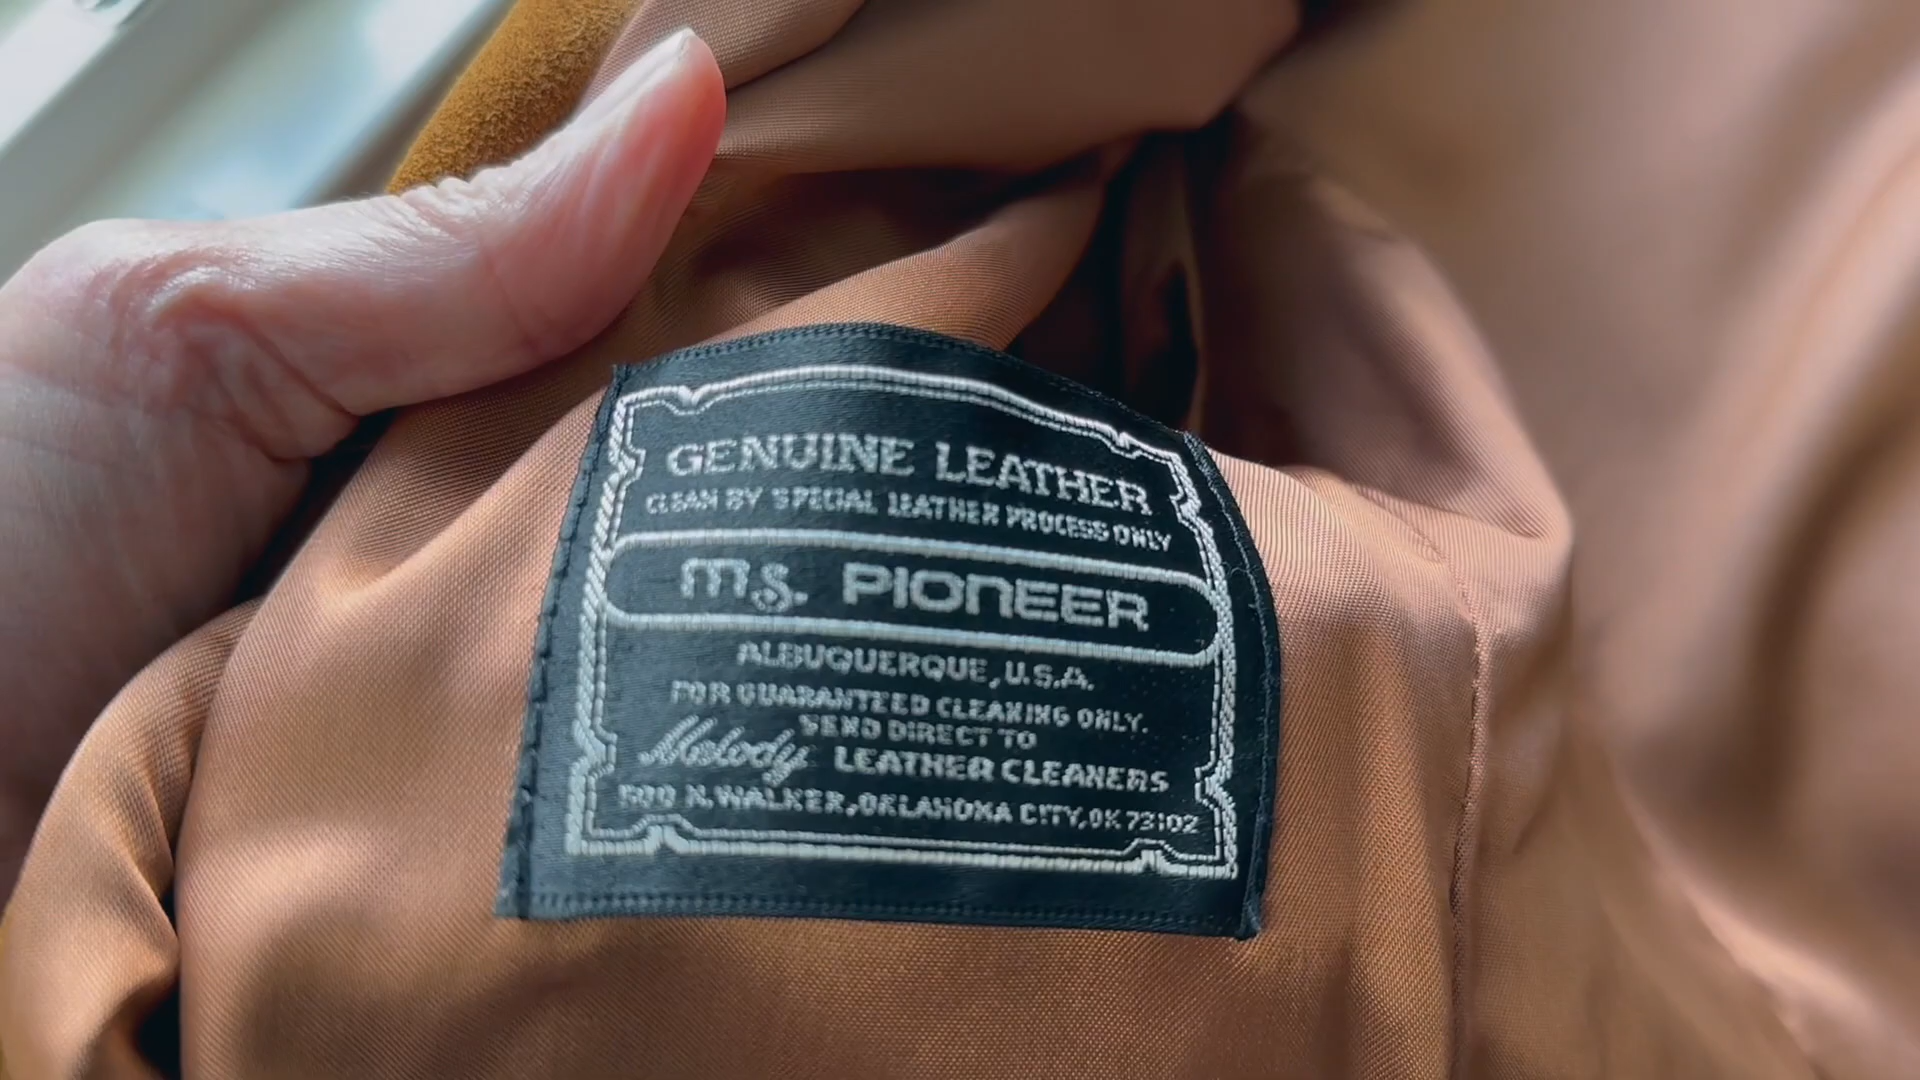 GENUINE LEATHER
CLEAN BY SPECIAL LEATHER PROCESS ONLY
ms. PIONEER
ALBUQUERQUE, U.S.A.
FOR GUARANTEED CLEANING ONLY.
SEND DIRECT TO
Melody LEATHER CLEANERS
N. WALKER, OKLAHOMA CITY, OK 73102